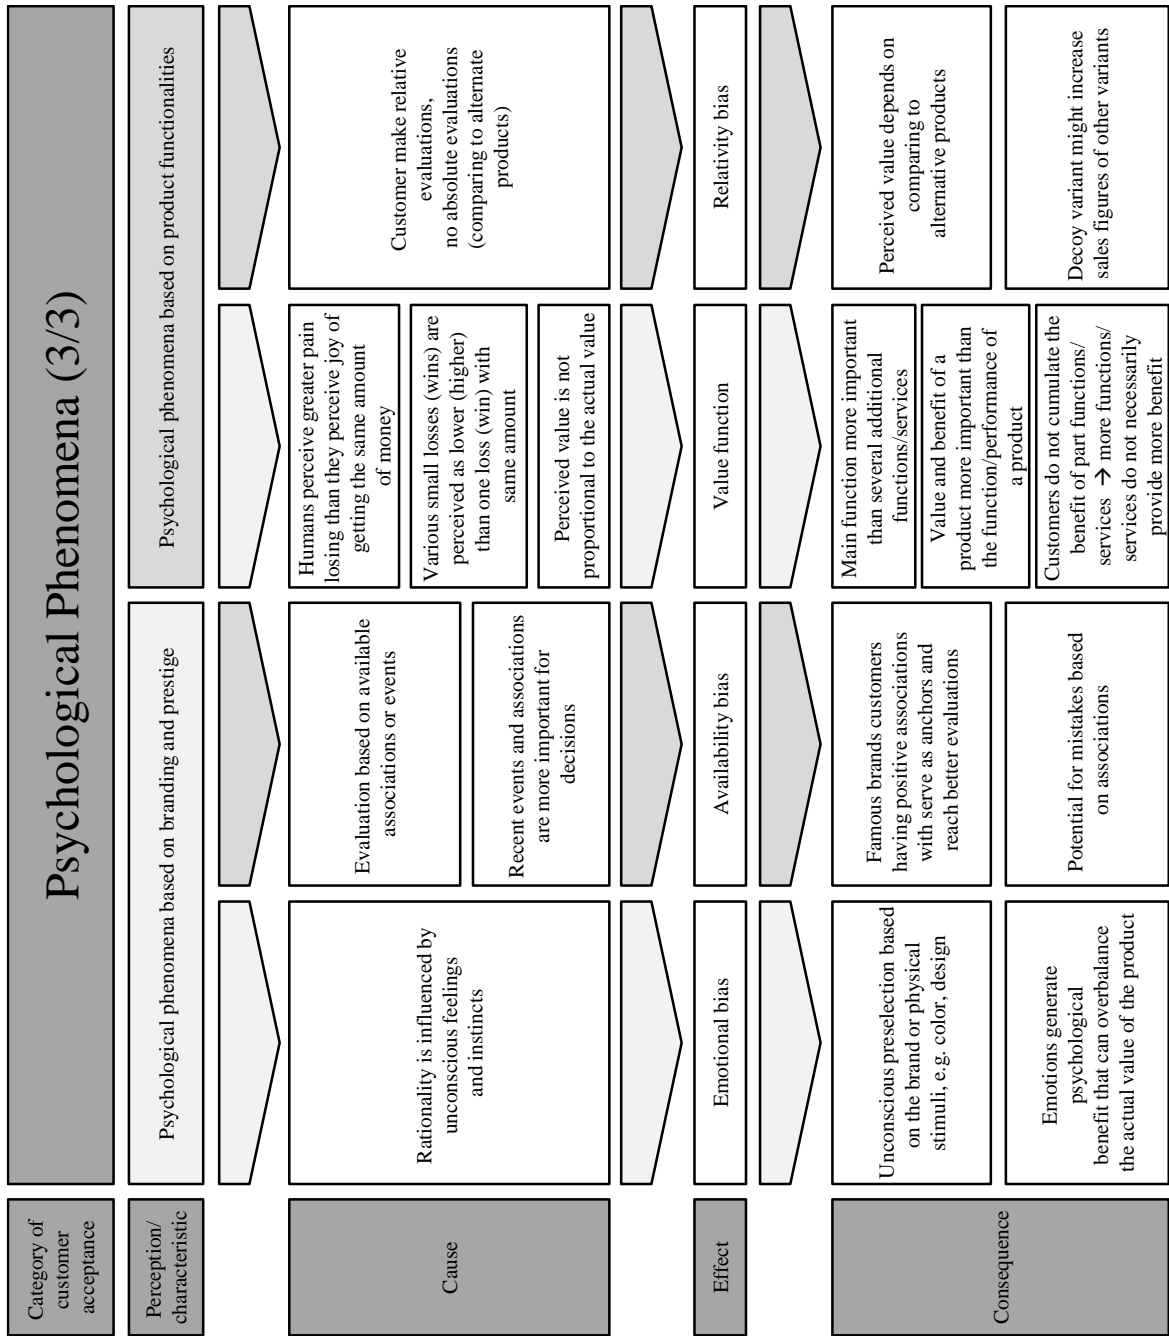 Category of
customer
acceptance
Psychological Phenomena (3/3)
Perception/
characteristic
Psychological phenomena based on branding and prestige
Psychological phenomena based on product functionalities
Cause
Rationality is influenced by
unconscious feelings
and instincts
Evaluation based on available
associations or events
Recent events and associations
are more important for
decisions
Humans perceive greater pain
losing than they perceive joy of
getting the same amount
of money
Various small losses (wins) are
perceived as lower (higher)
than one loss (win) with
same amount
Perceived value is not
proportional to the actual value
Customer make relative
evaluations,
no absolute evaluations
(comparing to alternate
products)
Effect
Emotional bias
Availability bias
Value function
Relativity bias
Consequence
Unconscious preselection based
on the brand or physical
stimuli, e.g. color, design
Emotions generate
psychological
benefit that can overbalance
the actual value of the product
Famous brands customers
having positive associations
with serve as anchors and
reach better evaluations
Potential for mistakes based
on associations
Main function more important
than several additional
functions/services
Value and benefit of a
product more important than
the function/performance of
a product
Customers do not cumulate the
benefit of part functions/
services → more functions/
services do not necessarily
provide more benefit
Perceived value depends on
comparing to
alternative products
Decoy variant might increase
sales figures of other variants